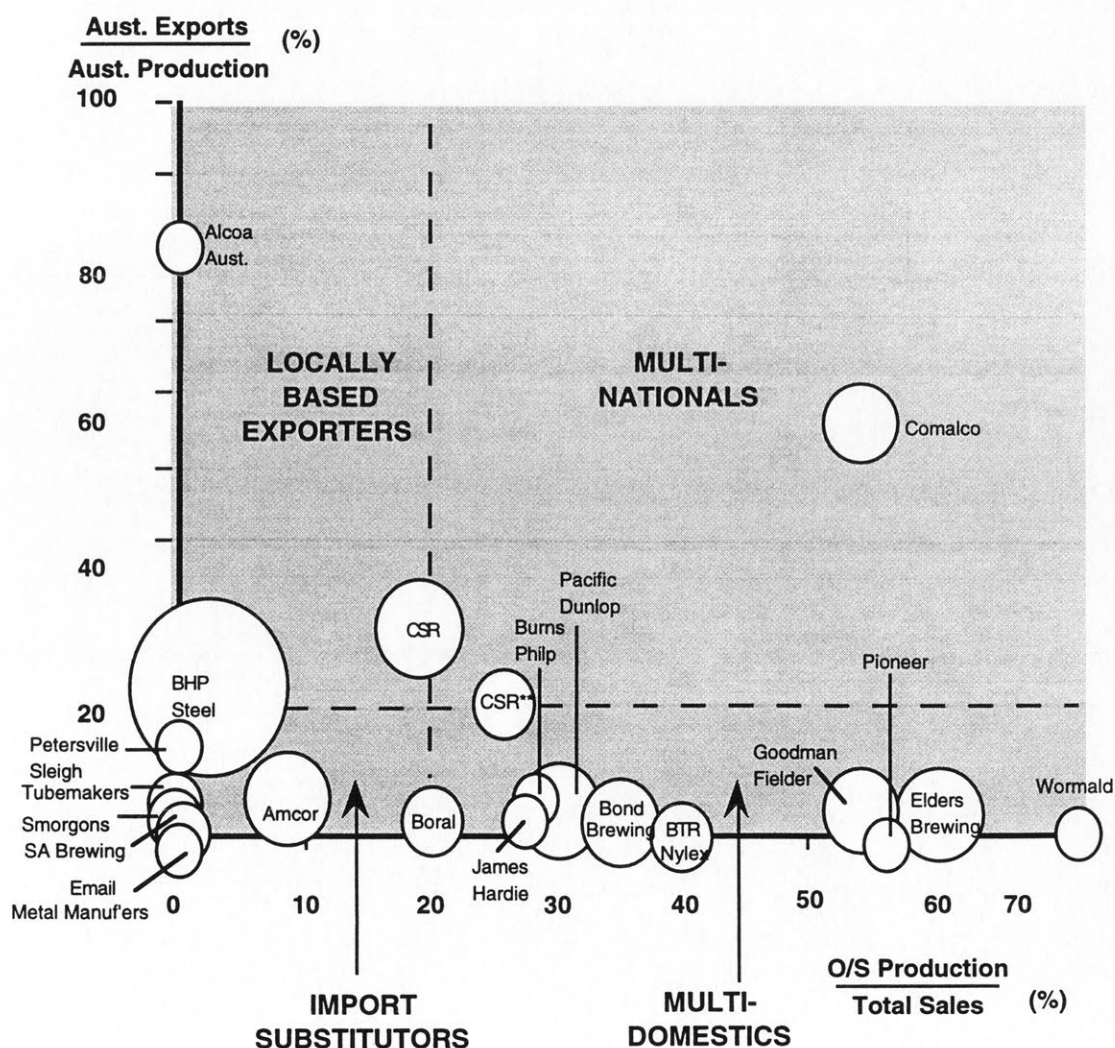 Aust. Exports
Aust. Production
(%)
100
80
60
40
20
Alcoa
Aust.
LOCALLY
BASED
EXPORTERS
MULTI-
NATIONALS
Comalco
CSR
CSR**
Burns
Philp
Pacific
Dunlop
Pioneer
BHP
Steel
Petersville
Sleigh
Tubemakers
Smorgons
SA Brewing
Email
Metal Manuf'ers
Amcor
Boral
James
Hardie
Bond
Brewing
BTR
Nylex
Goodman
Fielder
Elders
Brewing
Wormald
0
10
20
30
40
50
60
70
O/S Production
Total Sales
(%)
IMPORT
SUBSTITUTORS
MULTI-
DOMESTICS